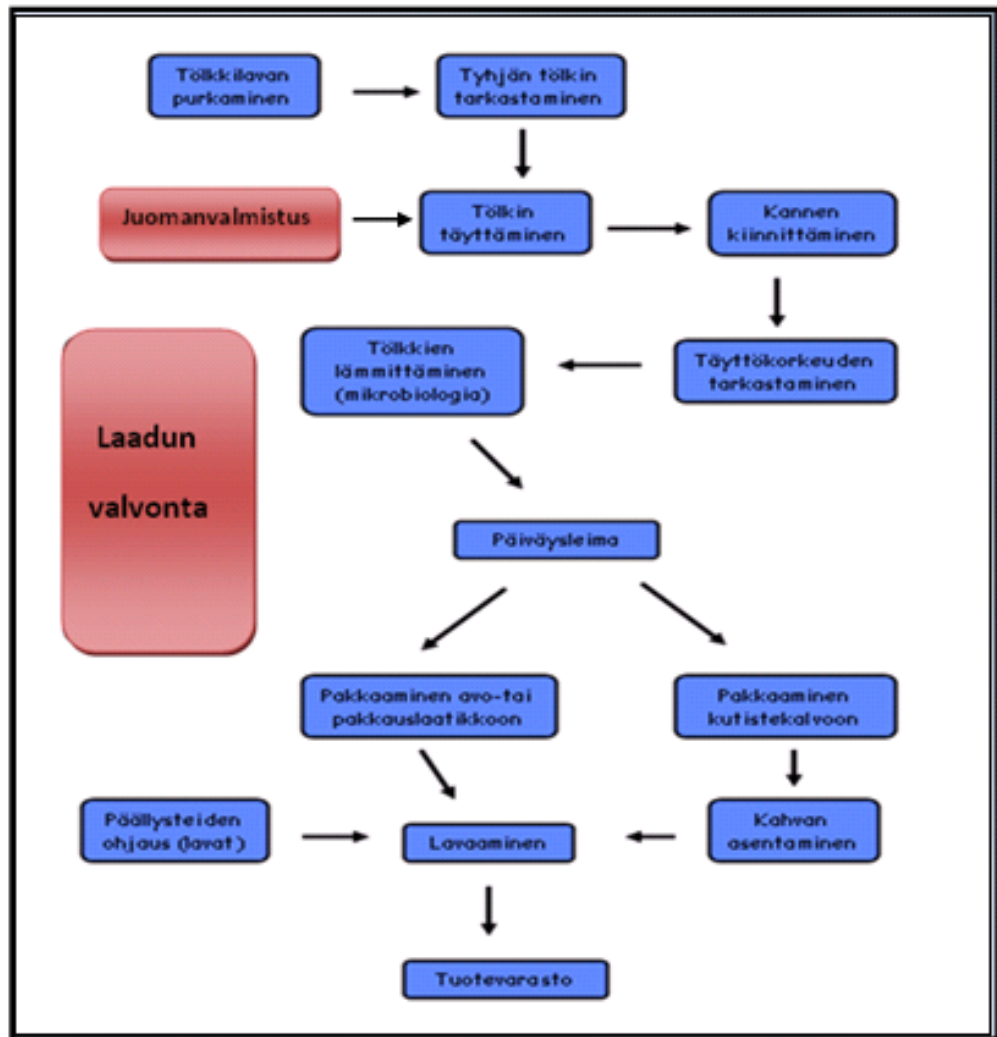 Tölkkilavan
purkaminen
Tyhjän tölkin
tarkastaminen
Juomanvalmistus
Tölkin
täyttäminen
Kannen
kiinnittäminen
Tölkkien
lämmittäminen
(mikrobiologia)
Täyttökorkeuden
tarkastaminen
Laadun
valvonta
Päiväysleima
Pakkaaminen avo-tai
pakkauslaatikkoon
Pakkaaminen
kutistekalvoon
Päällysteiden
ohjaus (lavat)
Lavaaminen
Kahvan
asentaminen
Tuotevarasto